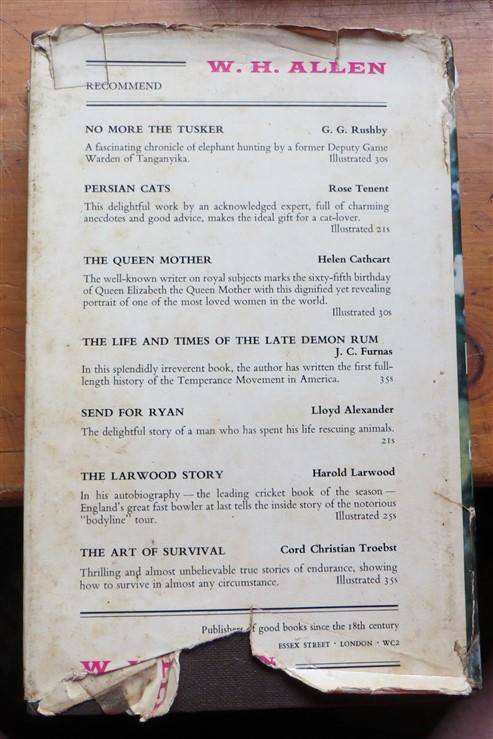 W. H. ALLEN
RECOMMEND
NO MORE THE TUSKER G. G. Rushby
A fascinating chronicle of elephant hunting by a former Deputy Game
Warden of Tanganyika. Illustrated 30s
PERSIAN CATS Rose Tenent
This delightful work by an acknowledged expert, full of charming
anecdotes and good advice, makes the ideal gift for a cat-lover.
Illustrated 21s
THE QUEEN MOTHER Helen Cathcart
The well-known writer on royal subjects marks the sixty-fifth birthday
of Queen Elizabeth the Queen Mother with this dignified yet revealing
portrait of one of the most loved women in the world.
Illustrated 30s
THE LIFE AND TIMES OF THE LATE DEMON RUM
J. C. Furnas
In this splendidly irreverent book, the author has written the first full-
length history of the Temperance Movement in America. 35s
SEND FOR RYAN Lloyd Alexander
The delightful story of a man who has spent his life rescuing animals.
21s
THE LARWOOD STORY Harold Larwood
In his autobiography — the leading cricket book of the season —
England's great fast bowler at last tells the inside story of the notorious
"bodyline" tour. Illustrated 25s
THE ART OF SURVIVAL Cord Christian Troebst
Thrilling and almost unbelievable true stories of endurance, showing
how to survive in almost any circumstance. Illustrated 35s
Publishers of good books since the 18th century
ESSEX STREET · LONDON · WC2